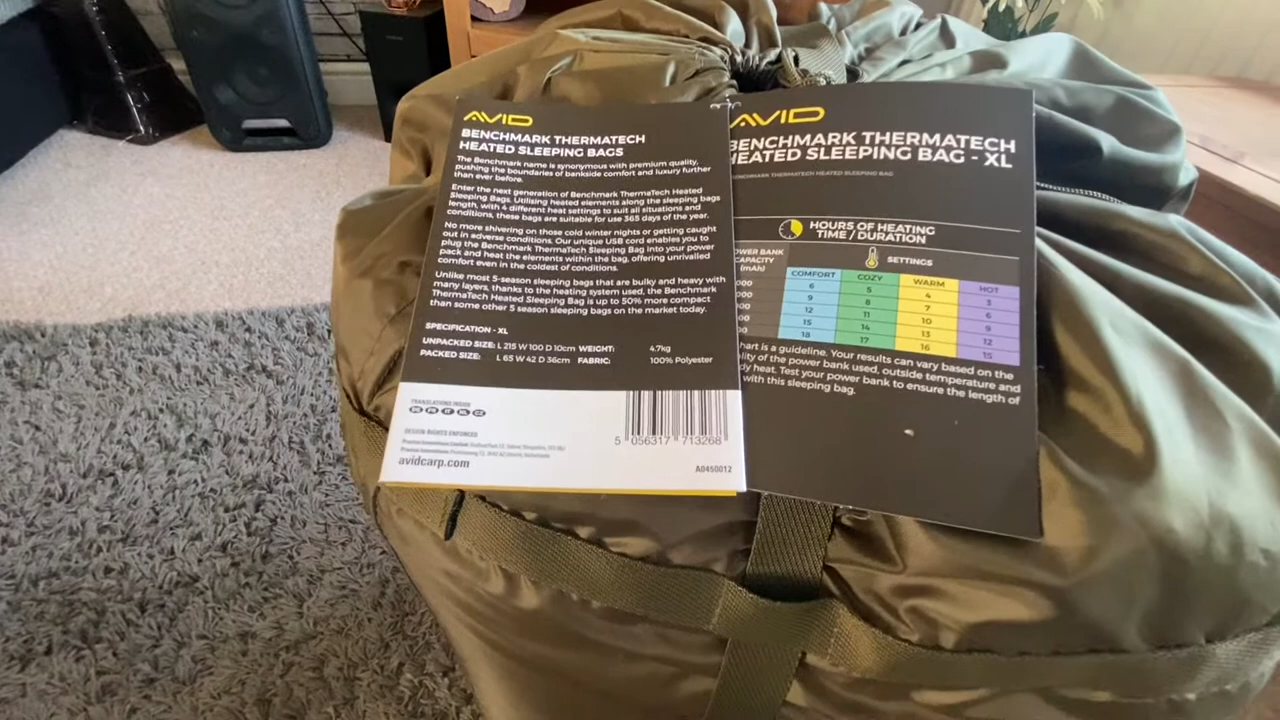 AVID
BENCHMARK THERMATECH
HEATED SLEEPING BAGS
The Benchmark name is synonymous with premium quality,
pushing the boundaries of bankside comfort and luxury further
than ever before.
Enter the next generation of Benchmark ThermaTech Heated
Sleeping Bags. Utilising heated elements along the sleeping bags
length, with 4 different heat settings to suit all situations and
conditions, these bags are suitable for use 365 days of the year.
No more shivering on those cold winter nights or getting caught
out in adverse conditions. Our unique USB cord enables you to
plug the Benchmark ThermaTech Sleeping Bag into your power
pack and heat the elements within the bag, offering unrivalled
comfort even in the coldest of conditions.
Unlike most 5-season sleeping bags that are bulky and heavy with
many layers, thanks to the heating system used, the Benchmark
ThermaTech Heated Sleeping Bag is up to 50% more compact
than some other 5 season sleeping bags on the market today.
SPECIFICATION - XL
UNPACKED SIZE: L 215 W 100 D 10cm WEIGHT: 4.7kg
PACKED SIZE: L 65 W 42 D 36cm FABRIC: 100% Polyester
TRANSLATIONS INSIDE
DE FR IT NL CZ
DESIGN RIGHTS ENFORCED
avidcarp.com
5 056317 713268
A0450012
AVID
BENCHMARK THERMATECH
HEATED SLEEPING BAG - XL
BENCHMARK THERMATECH HEATED SLEEPING BAG
HOURS OF HEATING
TIME / DURATION
OWER BANK
CAPACITY
(mAh)
SETTINGS
COMFORT COZY WARM HOT
000 6 5 4 3
000 9 8 7 6
000 12 11 10 9
000 15 14 13 12
00 18 17 16 15
hart is a guideline. Your results can vary based on the
lity of the power bank used, outside temperature and
dy heat. Test your power bank to ensure the length of
with this sleeping bag.